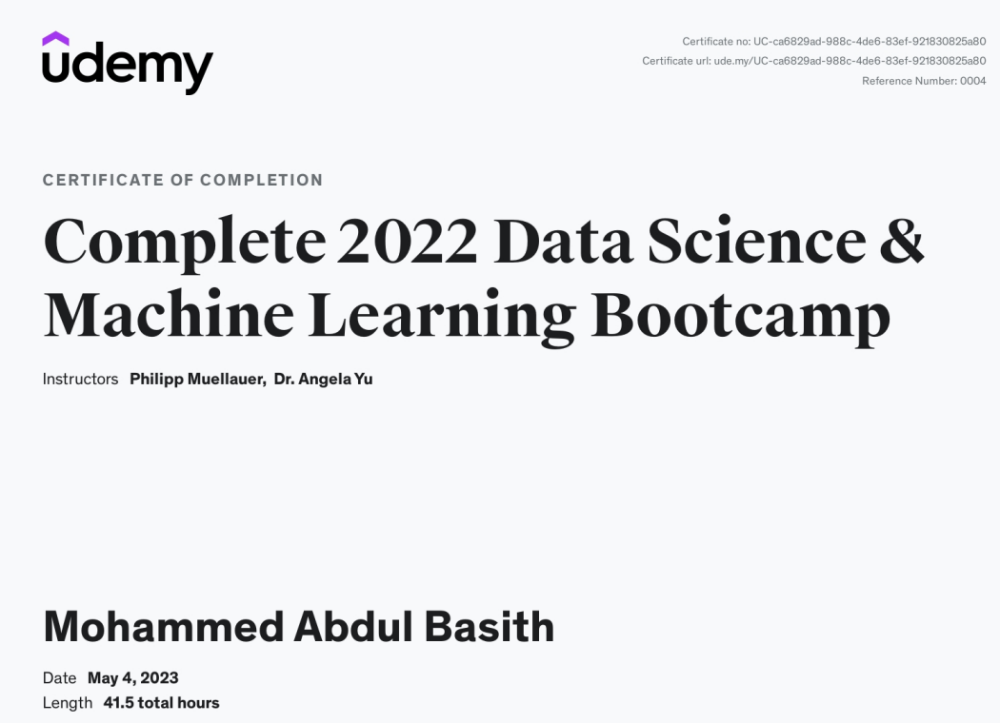 udemy
Certificate no: UC-ca6829ad-988c-4de6-83ef-921830825a80
Certificate url: ude.my/UC-ca6829ad-988c-4de6-83ef-921830825a80
Reference Number: 0004
CERTIFICATE OF COMPLETION
Complete 2022 Data Science &
Machine Learning Bootcamp
Instructors Philipp Muellauer, Dr. Angela Yu
Mohammed Abdul Basith
Date May 4, 2023
Length 41.5 total hours